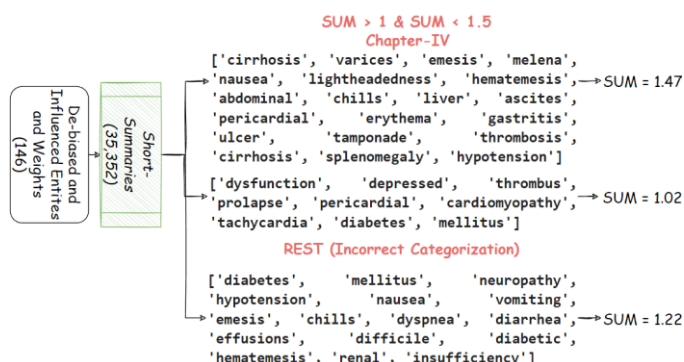 SUM > 1 & SUM < 1.5
Chapter-IV
De-biased and
Influenced Entites
and Weights
(146)
Short-
Summaries
(35,352)
['cirrhosis', 'varices', 'emesis', 'melena',
'nausea', 'lightheadedness', 'hematemesis',
'abdominal', 'chills', 'liver', 'ascites',
'pericardial', 'erythema', 'gastritis',
'ulcer', 'tamponade', 'thrombosis',
'cirrhosis', 'splenomegaly', 'hypotension']
SUM = 1.47
['dysfunction', 'depressed', 'thrombus',
'prolapse', 'pericardial', 'cardiomyopathy',
'tachycardia', 'diabetes', 'mellitus']
SUM = 1.02
REST (Incorrect Categorization)
['diabetes', 'mellitus', 'neuropathy',
'hypotension', 'nausea', 'vomiting',
'emesis', 'chills', 'dyspnea', 'diarrhea',
'effusions', 'difficile', 'diabetic',
'hematemesis', 'renal', 'insufficiency']
SUM = 1.22